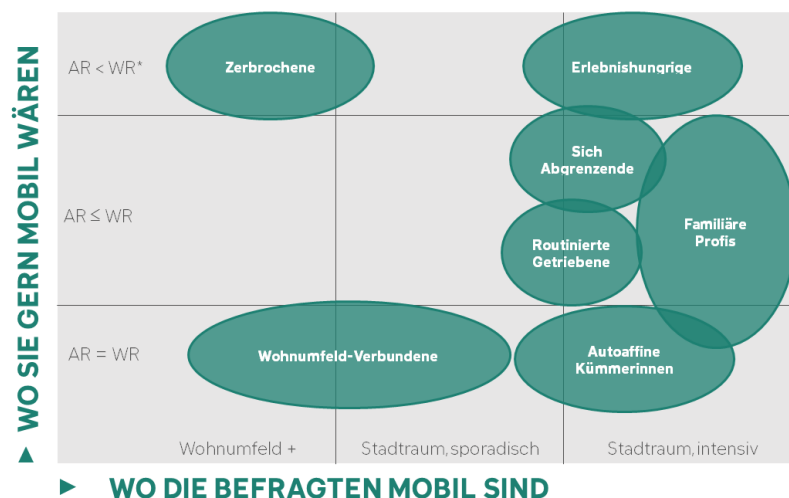 WO SIE GERN MOBIL WÄREN
AR < WR*
Zerbrochene
Erlebnishungrige
AR ≤ WR
Sich
Abgrenzende
Routinierte
Getriebene
Familiäre
Profis
AR = WR
Wohnumfeld-Verbundene
Autoaffine
Kümmerinnen
Wohnumfeld +
Stadtraum, sporadisch
Stadtraum, intensiv
WO DIE BEFRAGTEN MOBIL SIND